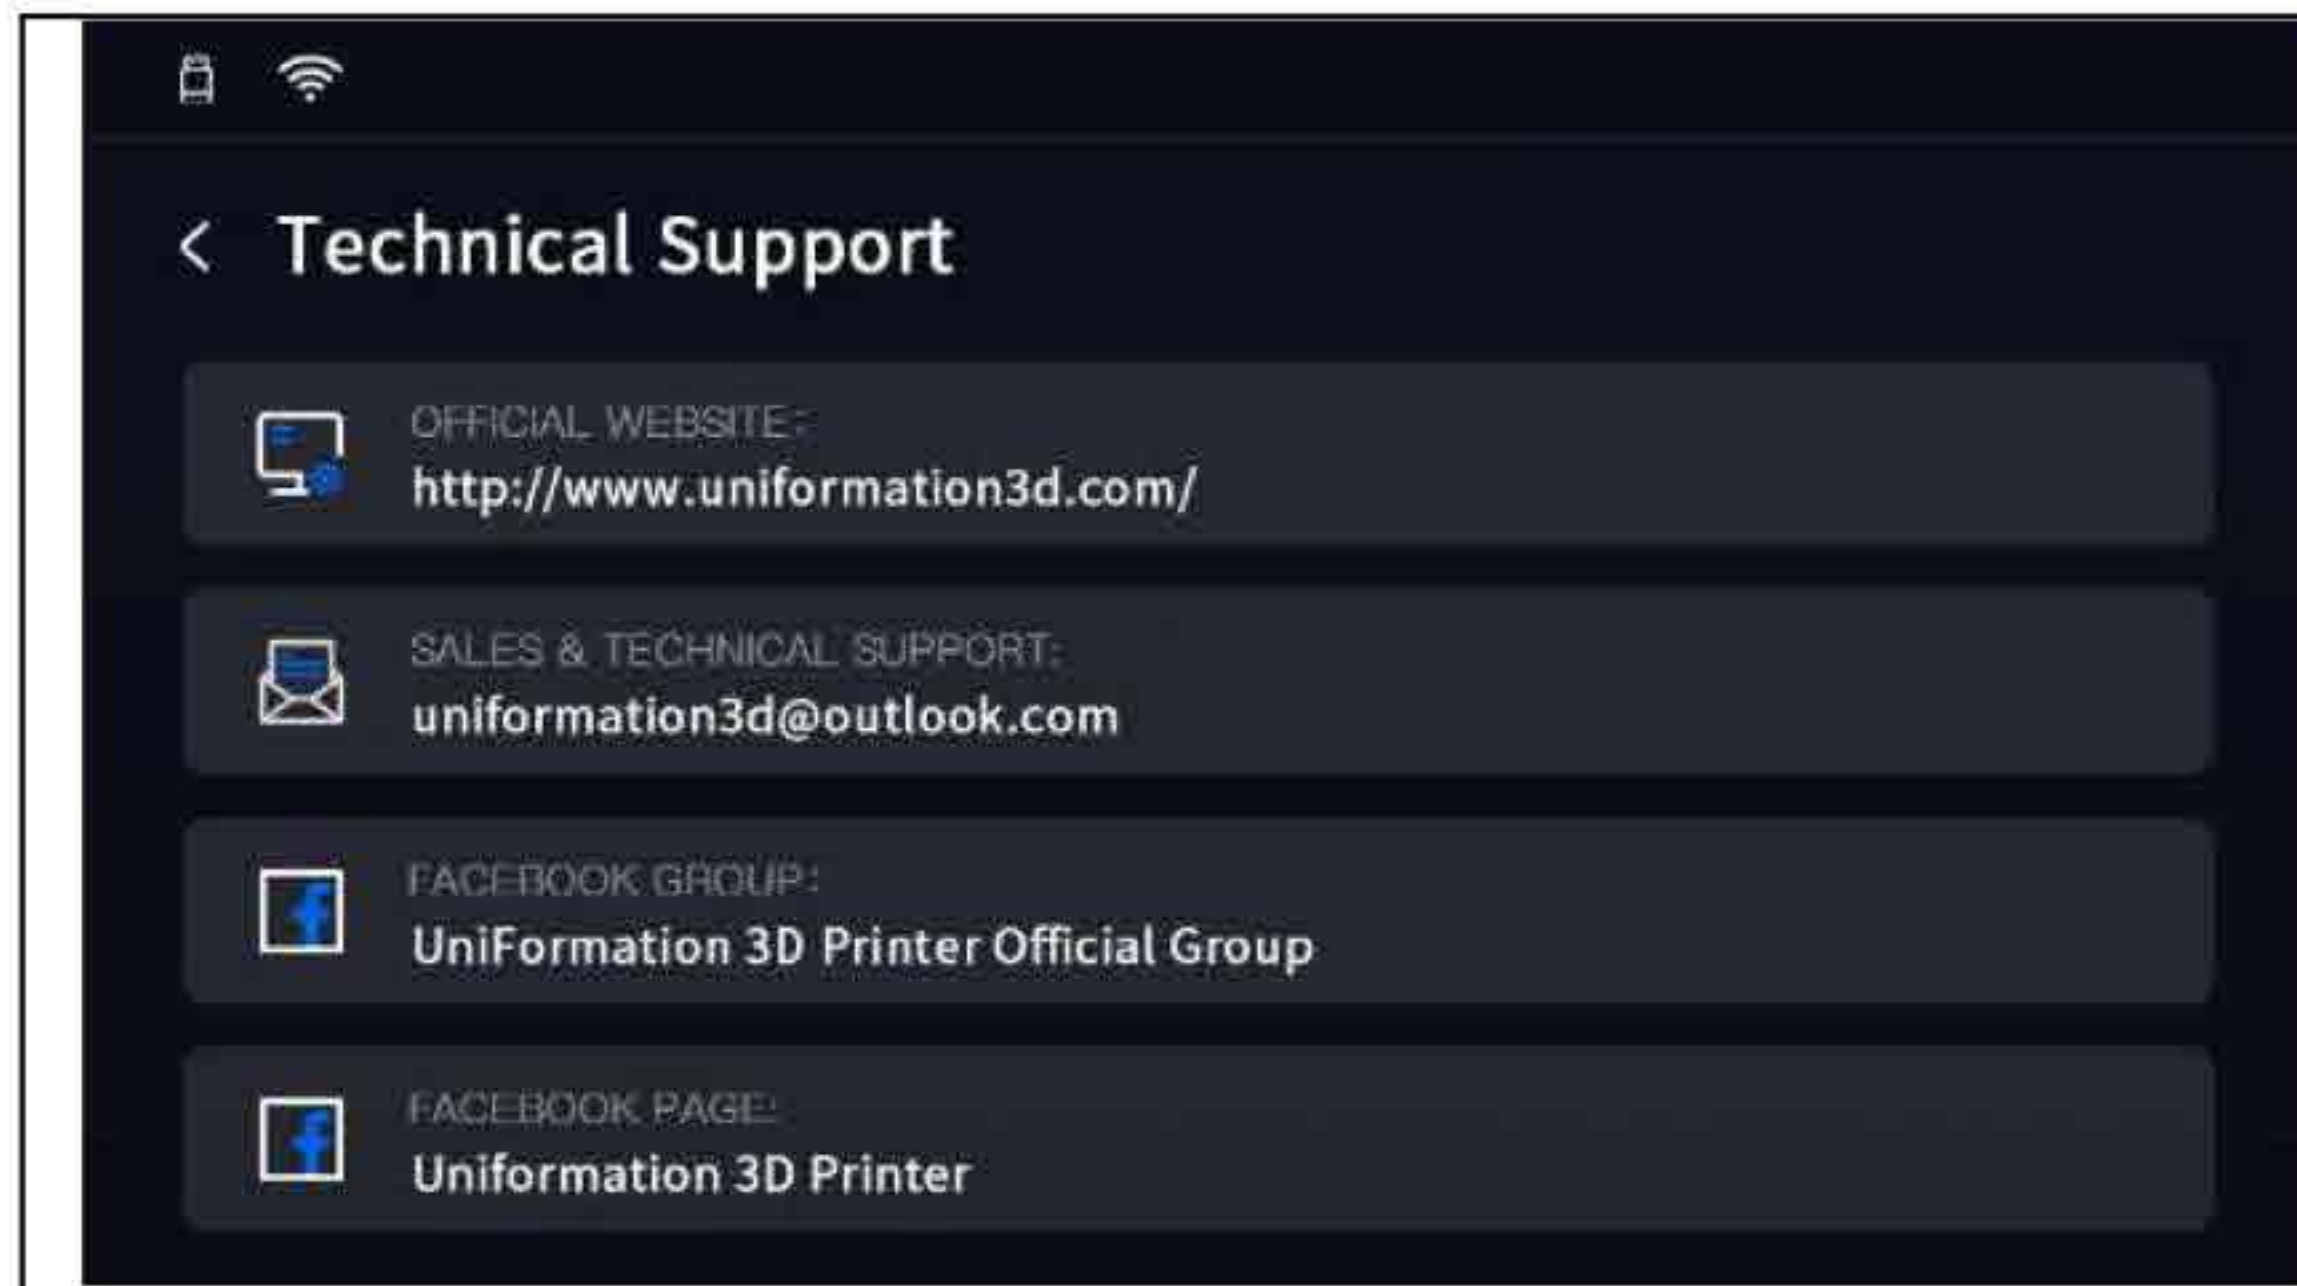 Technical Support
OFFICIAL WEBSITE:
http://www.uniformation3d.com/
SALES & TECHNICAL SUPPORT:
uniformation3d@outlook.com
FACEBOOK GROUP:
UniFormation 3D Printer Official Group
FACEBOOK PAGE:
Uniformation 3D Printer